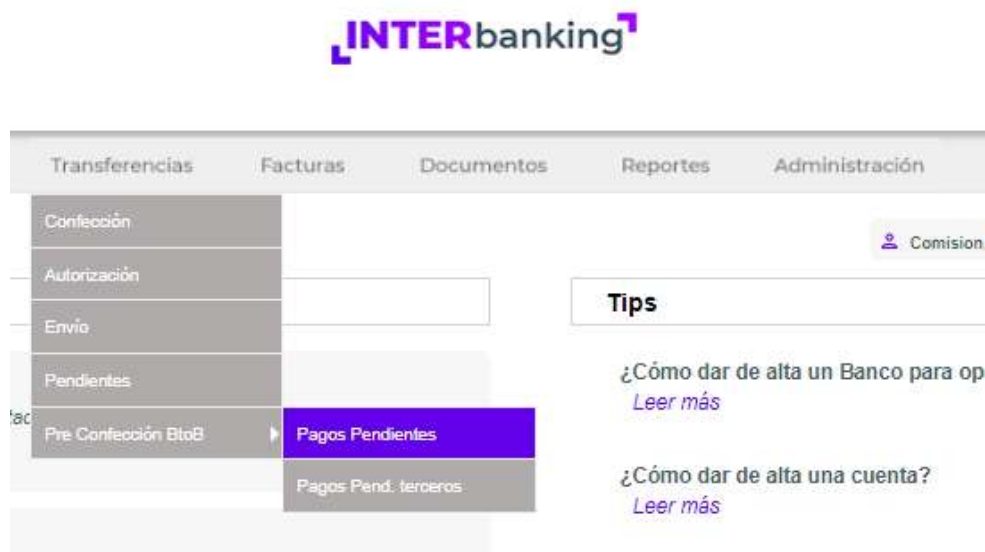 INTERbanking
Transferencias Facturas Documentos Reportes Administración
Confección
Comision
Autorización
Tips
Envío
Pendientes
¿Cómo dar de alta un Banco para op
Leer más
Pre Confección BtoB Pagos Pendientes
Pagos Pend. terceros
¿Cómo dar de alta una cuenta?
Leer más